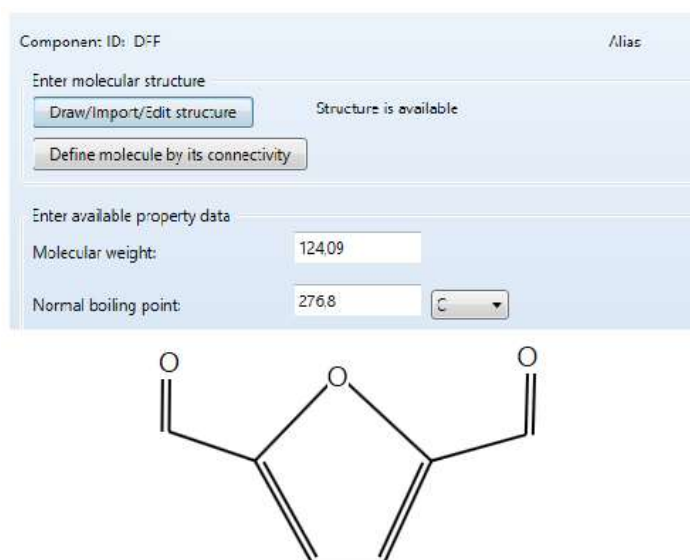 Component ID: DFF Alias
Enter molecular structure
Draw/Import/Edit structure Structure is available
Define molecule by its connectivity
Enter available property data
Molecular weight: 124,09
Normal boiling point: 276,8 C
O O O